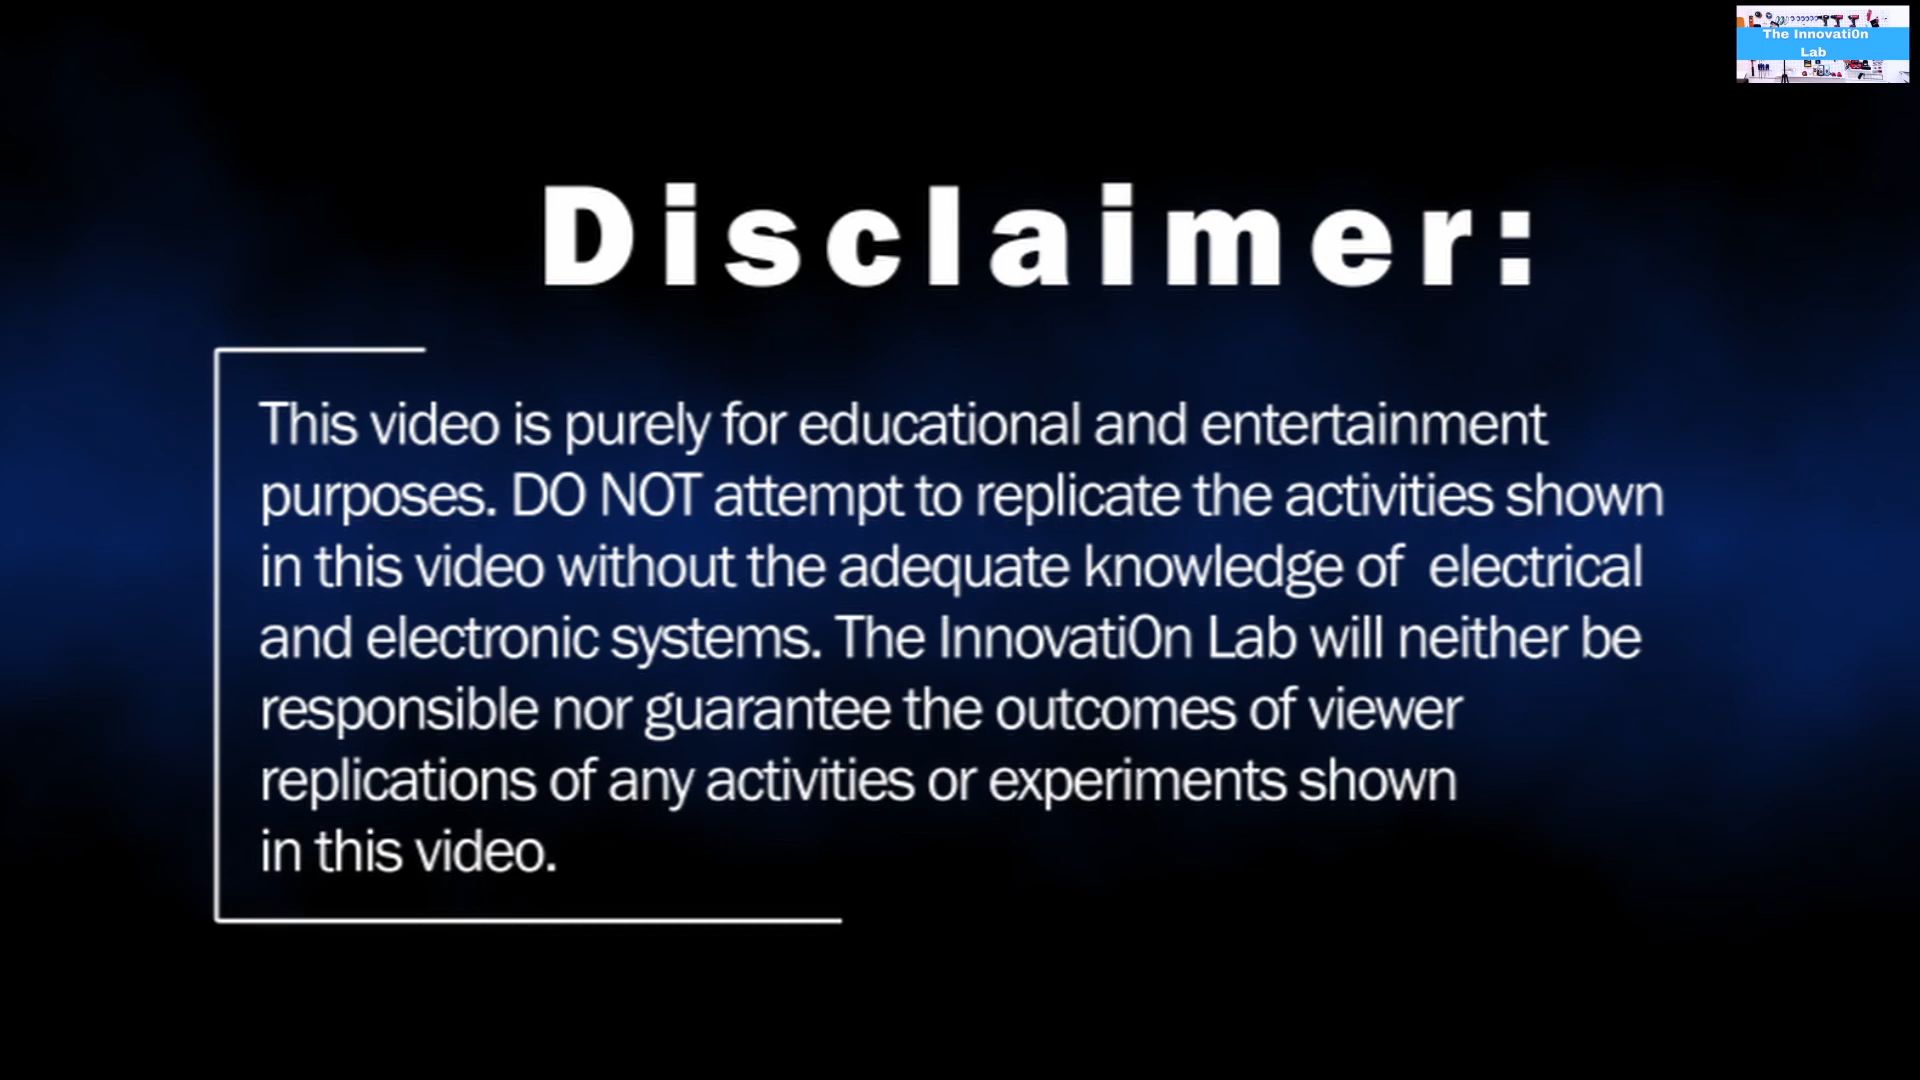 The Innovati0n
Lab
Disclaimer:
This video is purely for educational and entertainment
purposes. DO NOT attempt to replicate the activities shown
in this video without the adequate knowledge of  electrical
and electronic systems. The Innovati0n Lab will neither be
responsible nor guarantee the outcomes of viewer
replications of any activities or experiments shown
in this video.